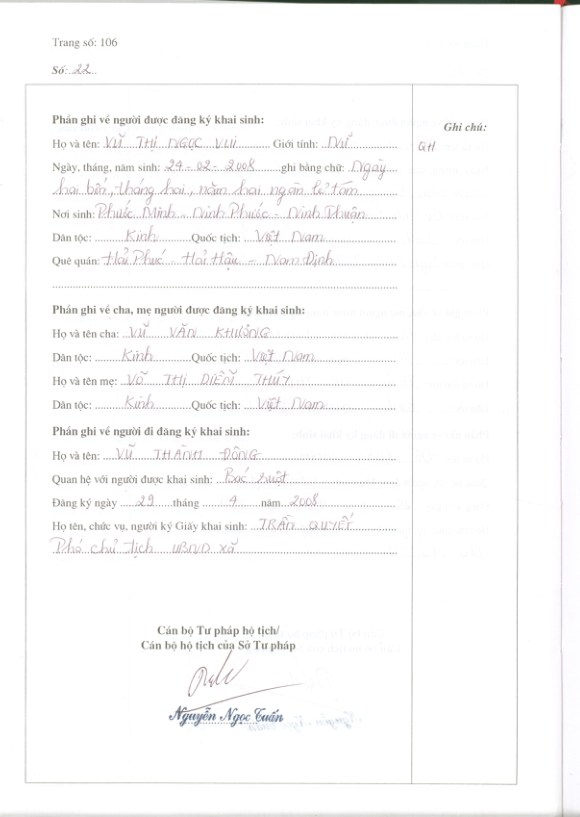 Trang số: 106
Số: 22
Phần ghi về người được đăng ký khai sinh:
Ghi chú:
Họ và tên: VŨ THỊ NGỌC VUI Giới tính: Nữ
GH
Ngày, tháng, năm sinh: 24-02-2008 ghi bằng chữ: Ngày
hai bốn, tháng hai, năm hai ngàn lẻ tám
Nơi sinh: Phước Minh - Ninh Phước - Ninh Thuận
Dân tộc: Kinh Quốc tịch: Việt Nam
Quê quán: Hải Phúc - Hải Hậu - Nam Định
Phần ghi về cha, mẹ người được đăng ký khai sinh:
Họ và tên cha: VŨ VĂN KHƯƠNG
Dân tộc: Kinh Quốc tịch: Việt Nam
Họ và tên mẹ: VÕ THỊ DIỄM THÚY
Dân tộc: Kinh Quốc tịch: Việt Nam
Phần ghi về người đi đăng ký khai sinh:
Họ và tên: VŨ THÀNH ĐÔNG
Quan hệ với người được khai sinh: Bác ruột
Đăng ký ngày 29 tháng 4 năm 2008
Họ tên, chức vụ, người ký Giấy khai sinh: TRẦN QUYẾT
Phó chủ tịch UBND xã
Cán bộ Tư pháp hộ tịch/
Cán bộ hộ tịch của Sở Tư pháp
Nguyễn Ngọc Tuấn